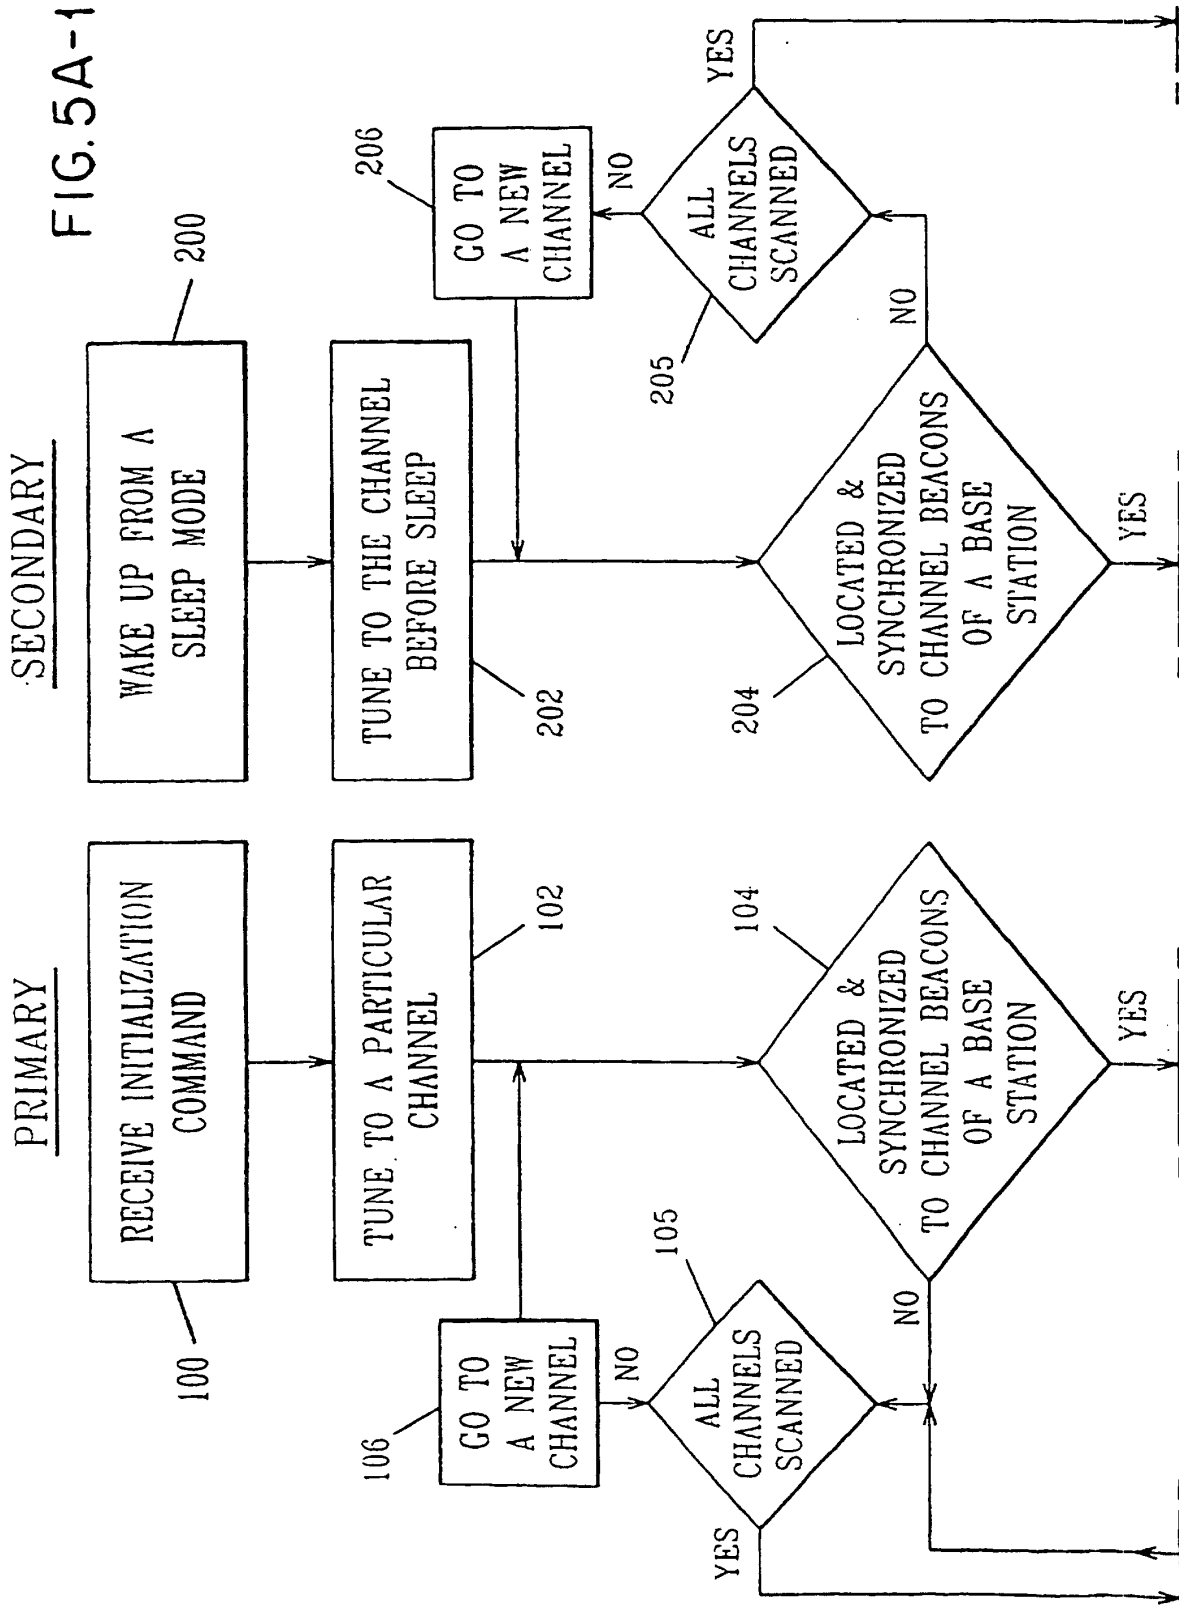 FIG. 5A-1
PRIMARY
RECEIVE INITIALIZATION
COMMAND
100
TUNE TO A PARTICULAR
CHANNEL
102
GO TO
A NEW
CHANNEL
106
NO
ALL
CHANNELS
SCANNED
105
YES
NO
LOCATED &
SYNCHRONIZED
TO CHANNEL BEACONS
OF A BASE
STATION
104
YES
SECONDARY
WAKE UP FROM A
SLEEP MODE
200
TUNE TO THE CHANNEL
BEFORE SLEEP
202
GO TO
A NEW
CHANNEL
206
NO
ALL
CHANNELS
SCANNED
205
YES
NO
LOCATED &
SYNCHRONIZED
TO CHANNEL BEACONS
OF A BASE
STATION
204
YES